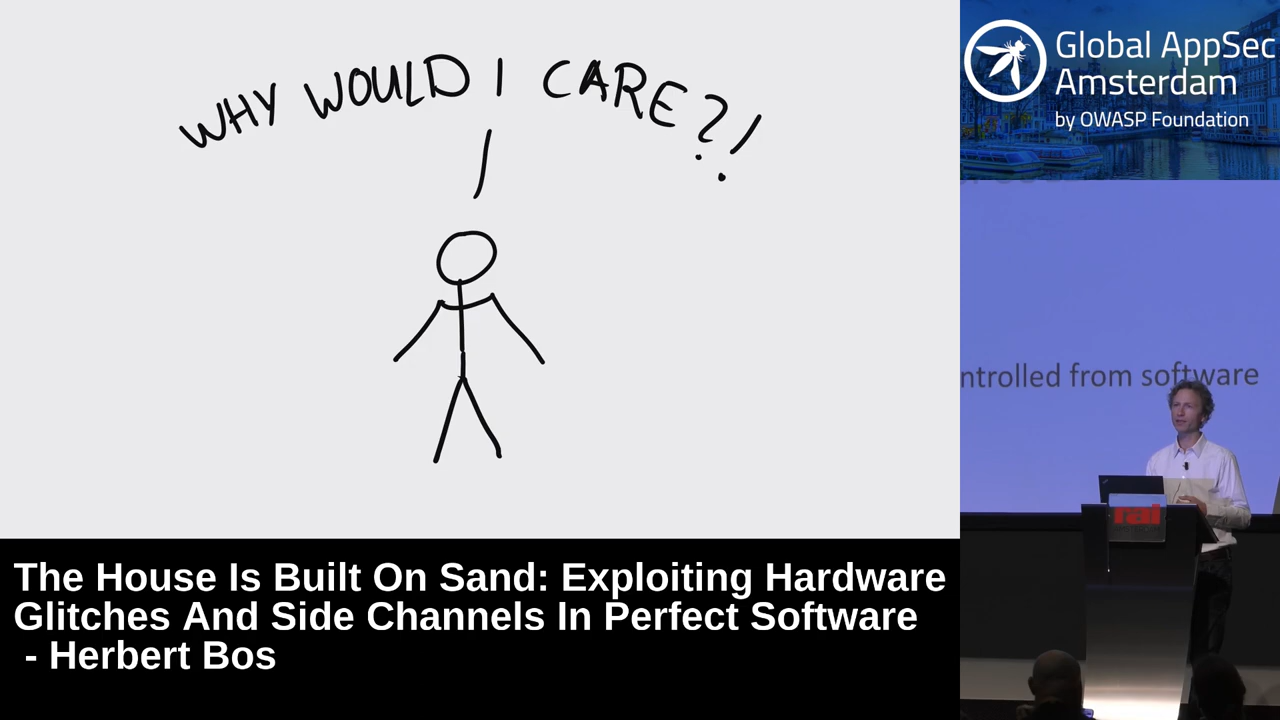 WHY WOULD I CARE?!
Global AppSec
Amsterdam
by OWASP Foundation
ntrolled from software
The House Is Built On Sand: Exploiting Hardware
Glitches And Side Channels In Perfect Software
- Herbert Bos
rai